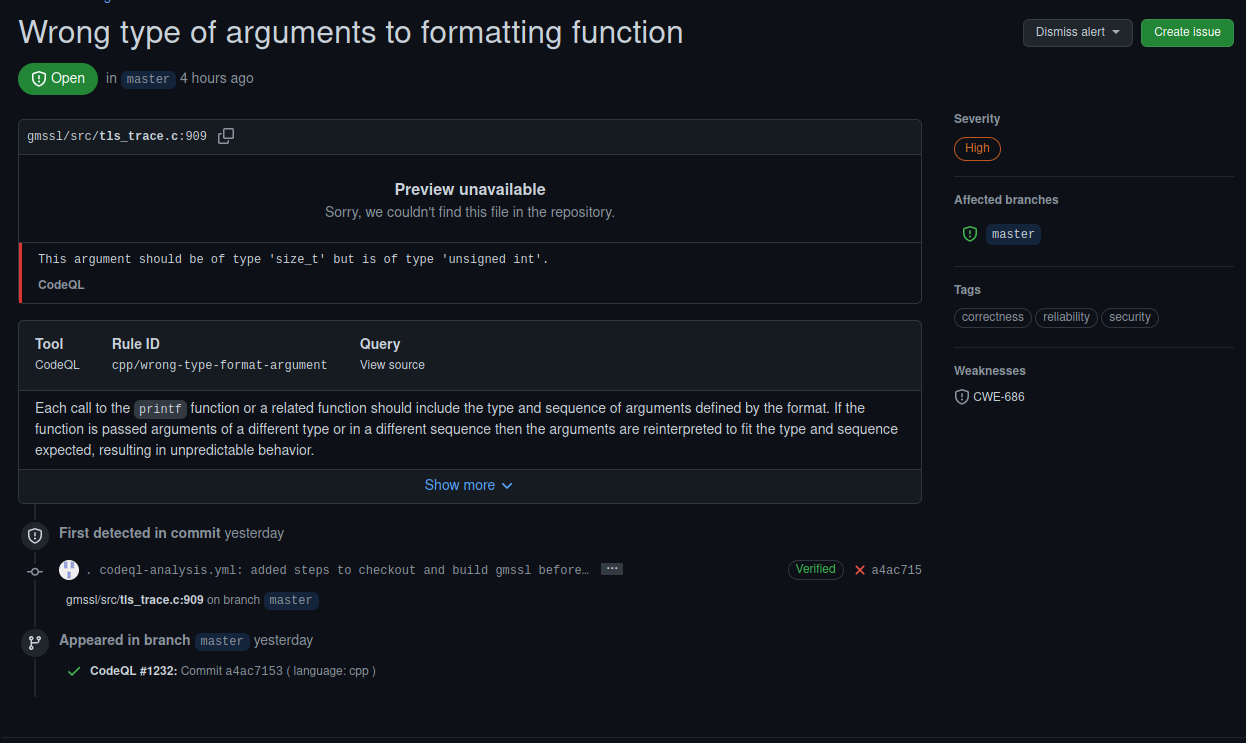 Wrong type of arguments to formatting function
Dismiss alert
Create issue
Open in master 4 hours ago
gmssl/src/tls_trace.c:909
Preview unavailable
Sorry, we couldn't find this file in the repository.
This argument should be of type 'size_t' but is of type 'unsigned int'.
CodeQL
Tool Rule ID Query
CodeQL cpp/wrong-type-format-argument View source
Each call to the printf function or a related function should include the type and sequence of arguments defined by the format. If the
function is passed arguments of a different type or in a different sequence then the arguments are reinterpreted to fit the type and sequence
expected, resulting in unpredictable behavior.
Show more
First detected in commit yesterday
. codeql-analysis.yml: added steps to checkout and build gmssl before… ... Verified a4ac715
gmssl/src/tls_trace.c:909 on branch master
Appeared in branch master yesterday
CodeQL #1232: Commit a4ac7153 ( language: cpp )
Severity
High
Affected branches
master
Tags
correctness reliability security
Weaknesses
CWE-686